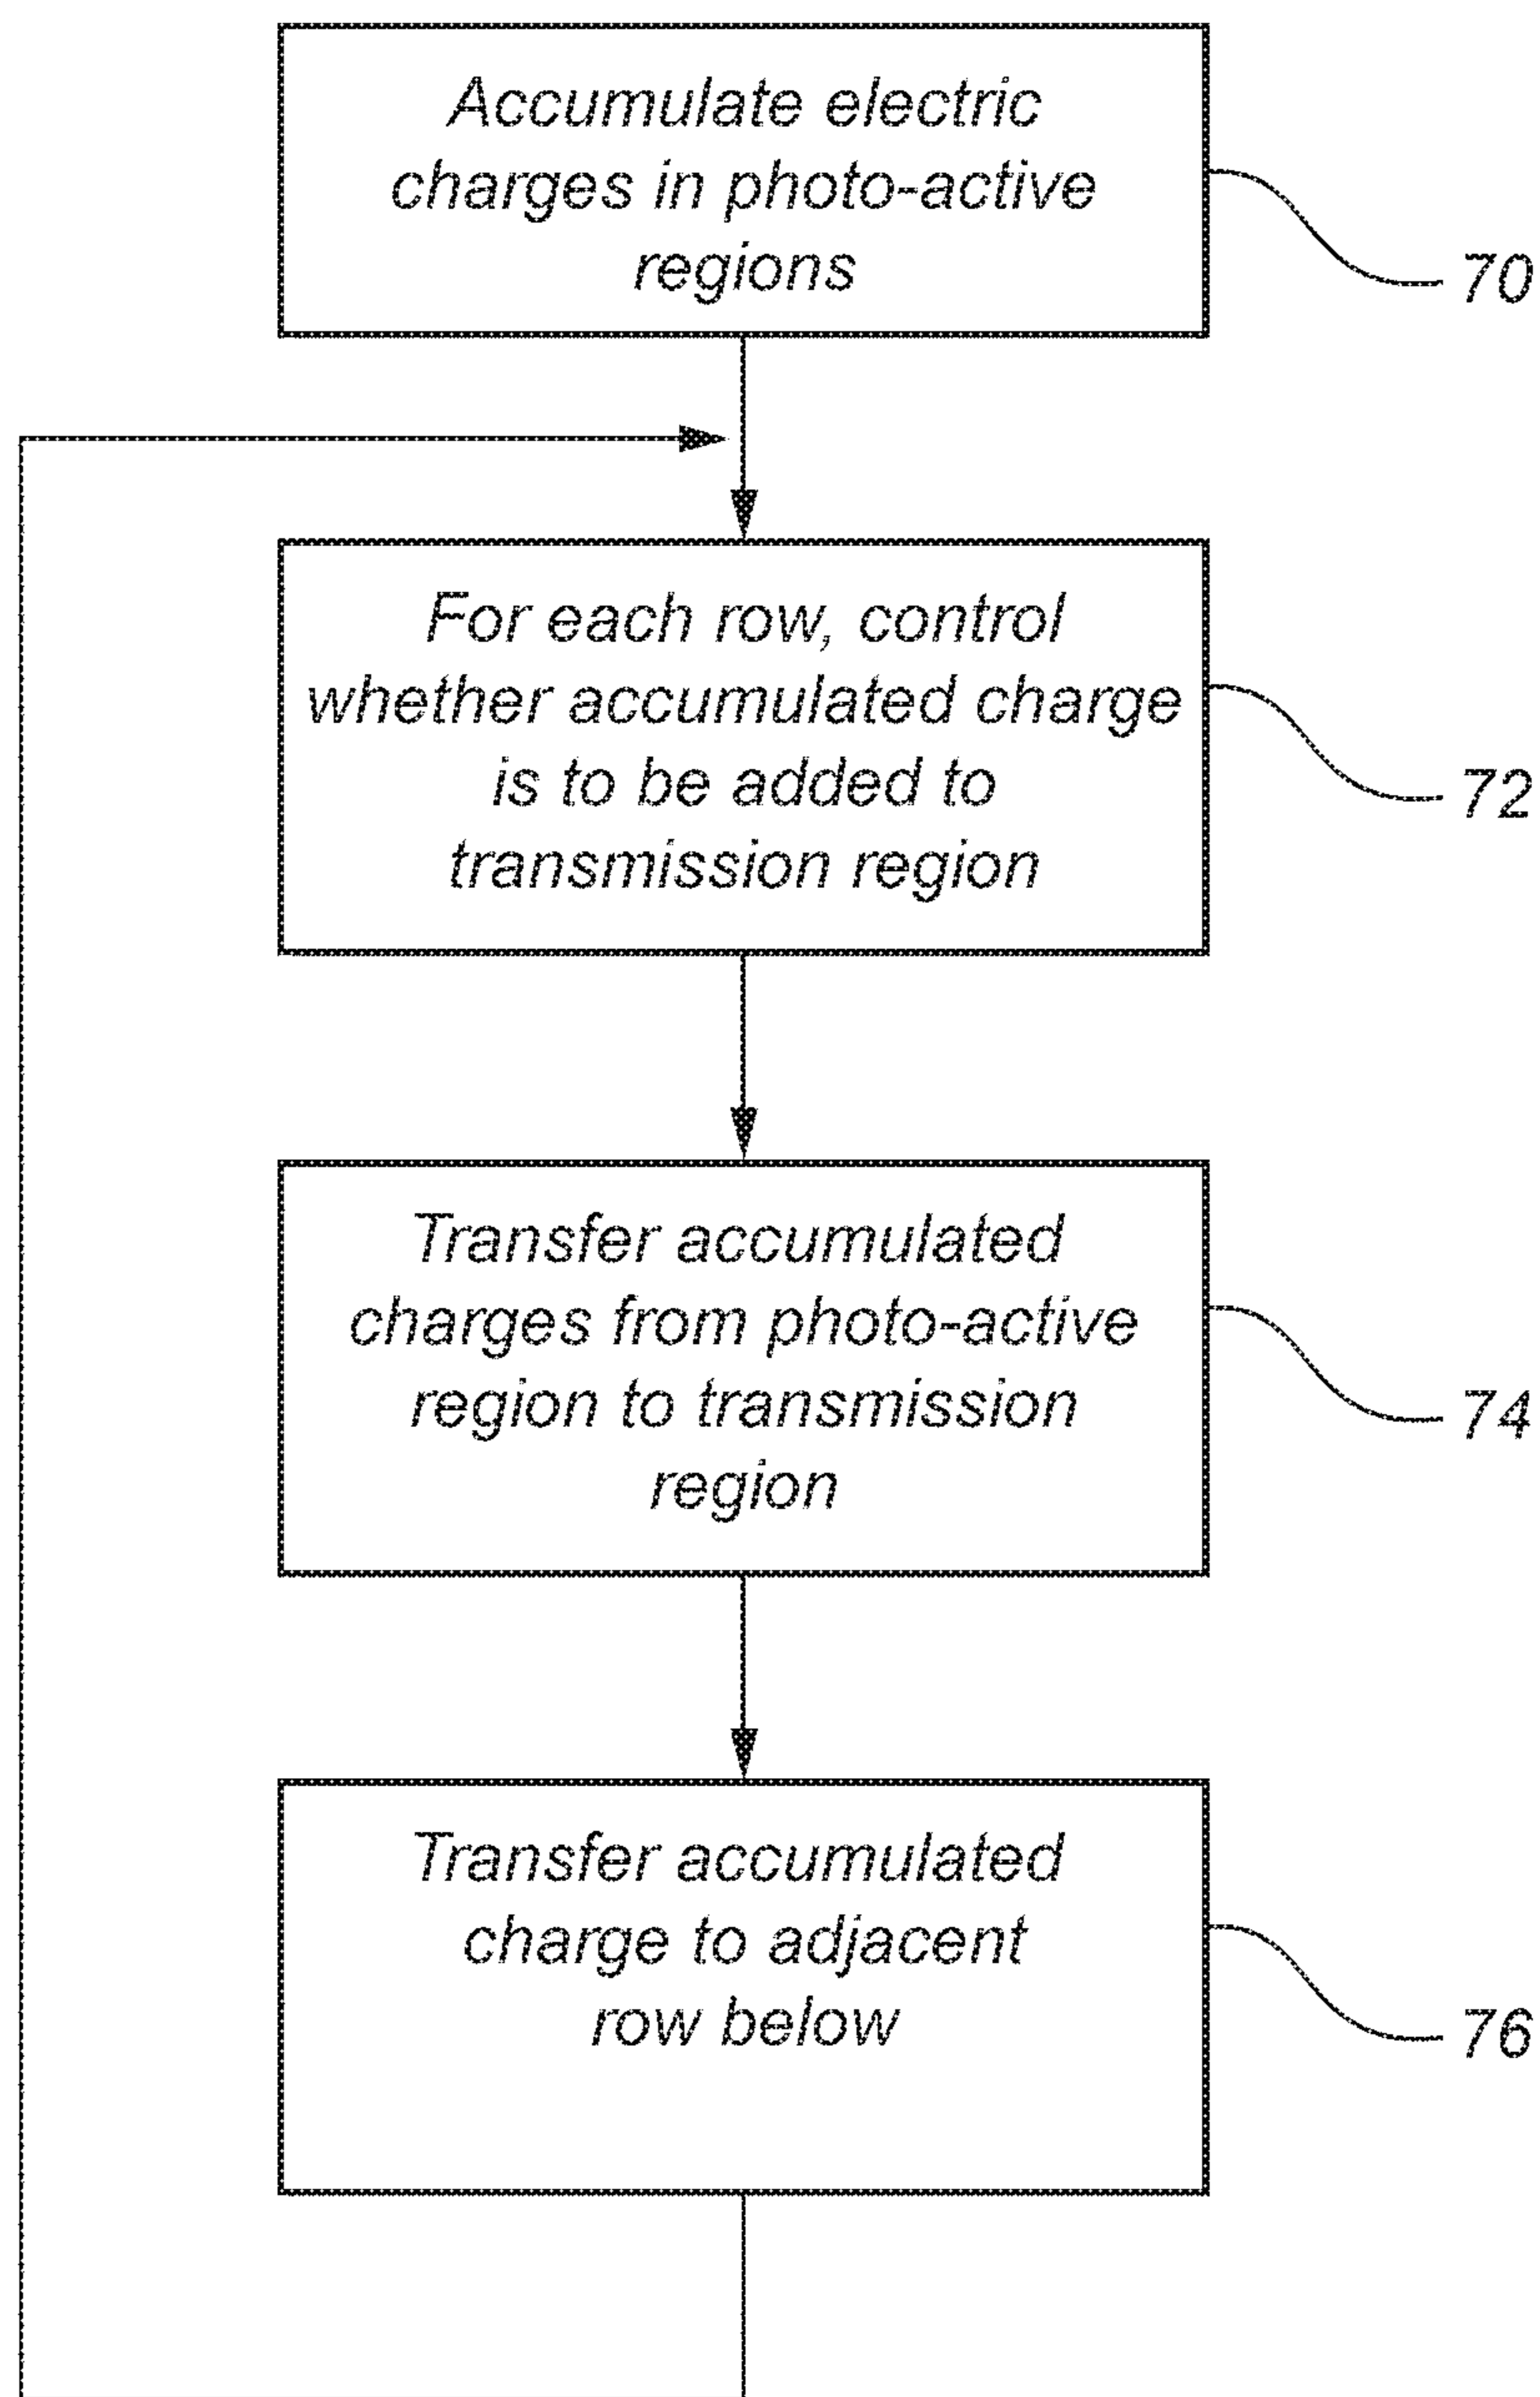 Accumulate electric
charges in photo-active
regions
70
For each row, control
whether accumulated charge
is to be added to
transmission region
72
Transfer accumulated
charges from photo-active
region to transmission
region
74
Transfer accumulated
charge to adjacent
row below
76